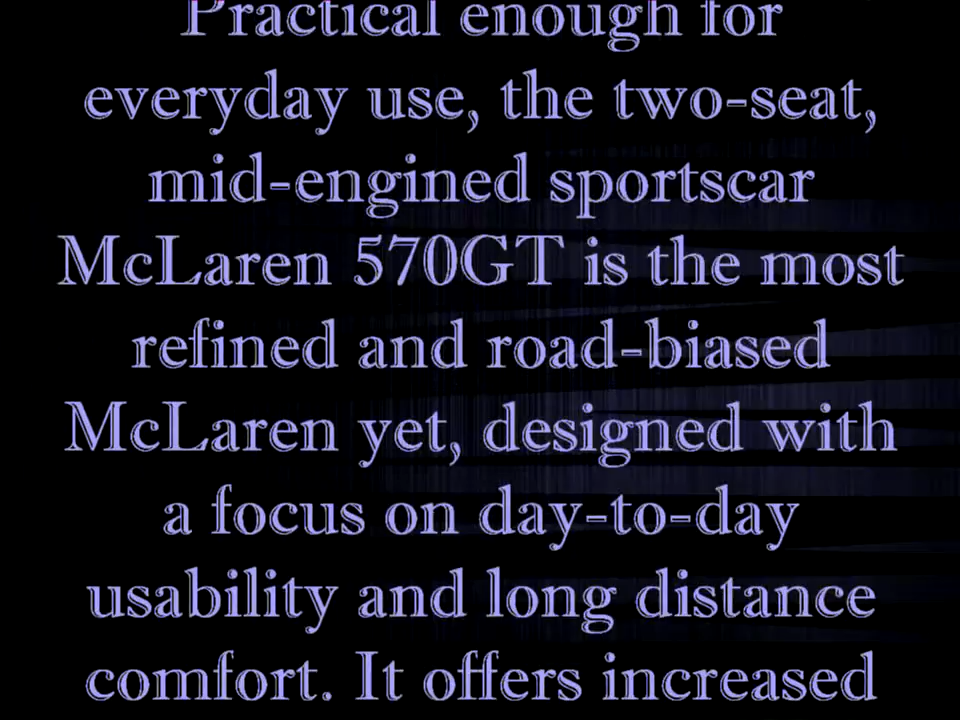 Practical enough for
everyday use, the two-seat,
mid-engined sportscar
McLaren 570GT is the most
refined and road-biased
McLaren yet, designed with
a focus on day-to-day
usability and long distance
comfort. It offers increased